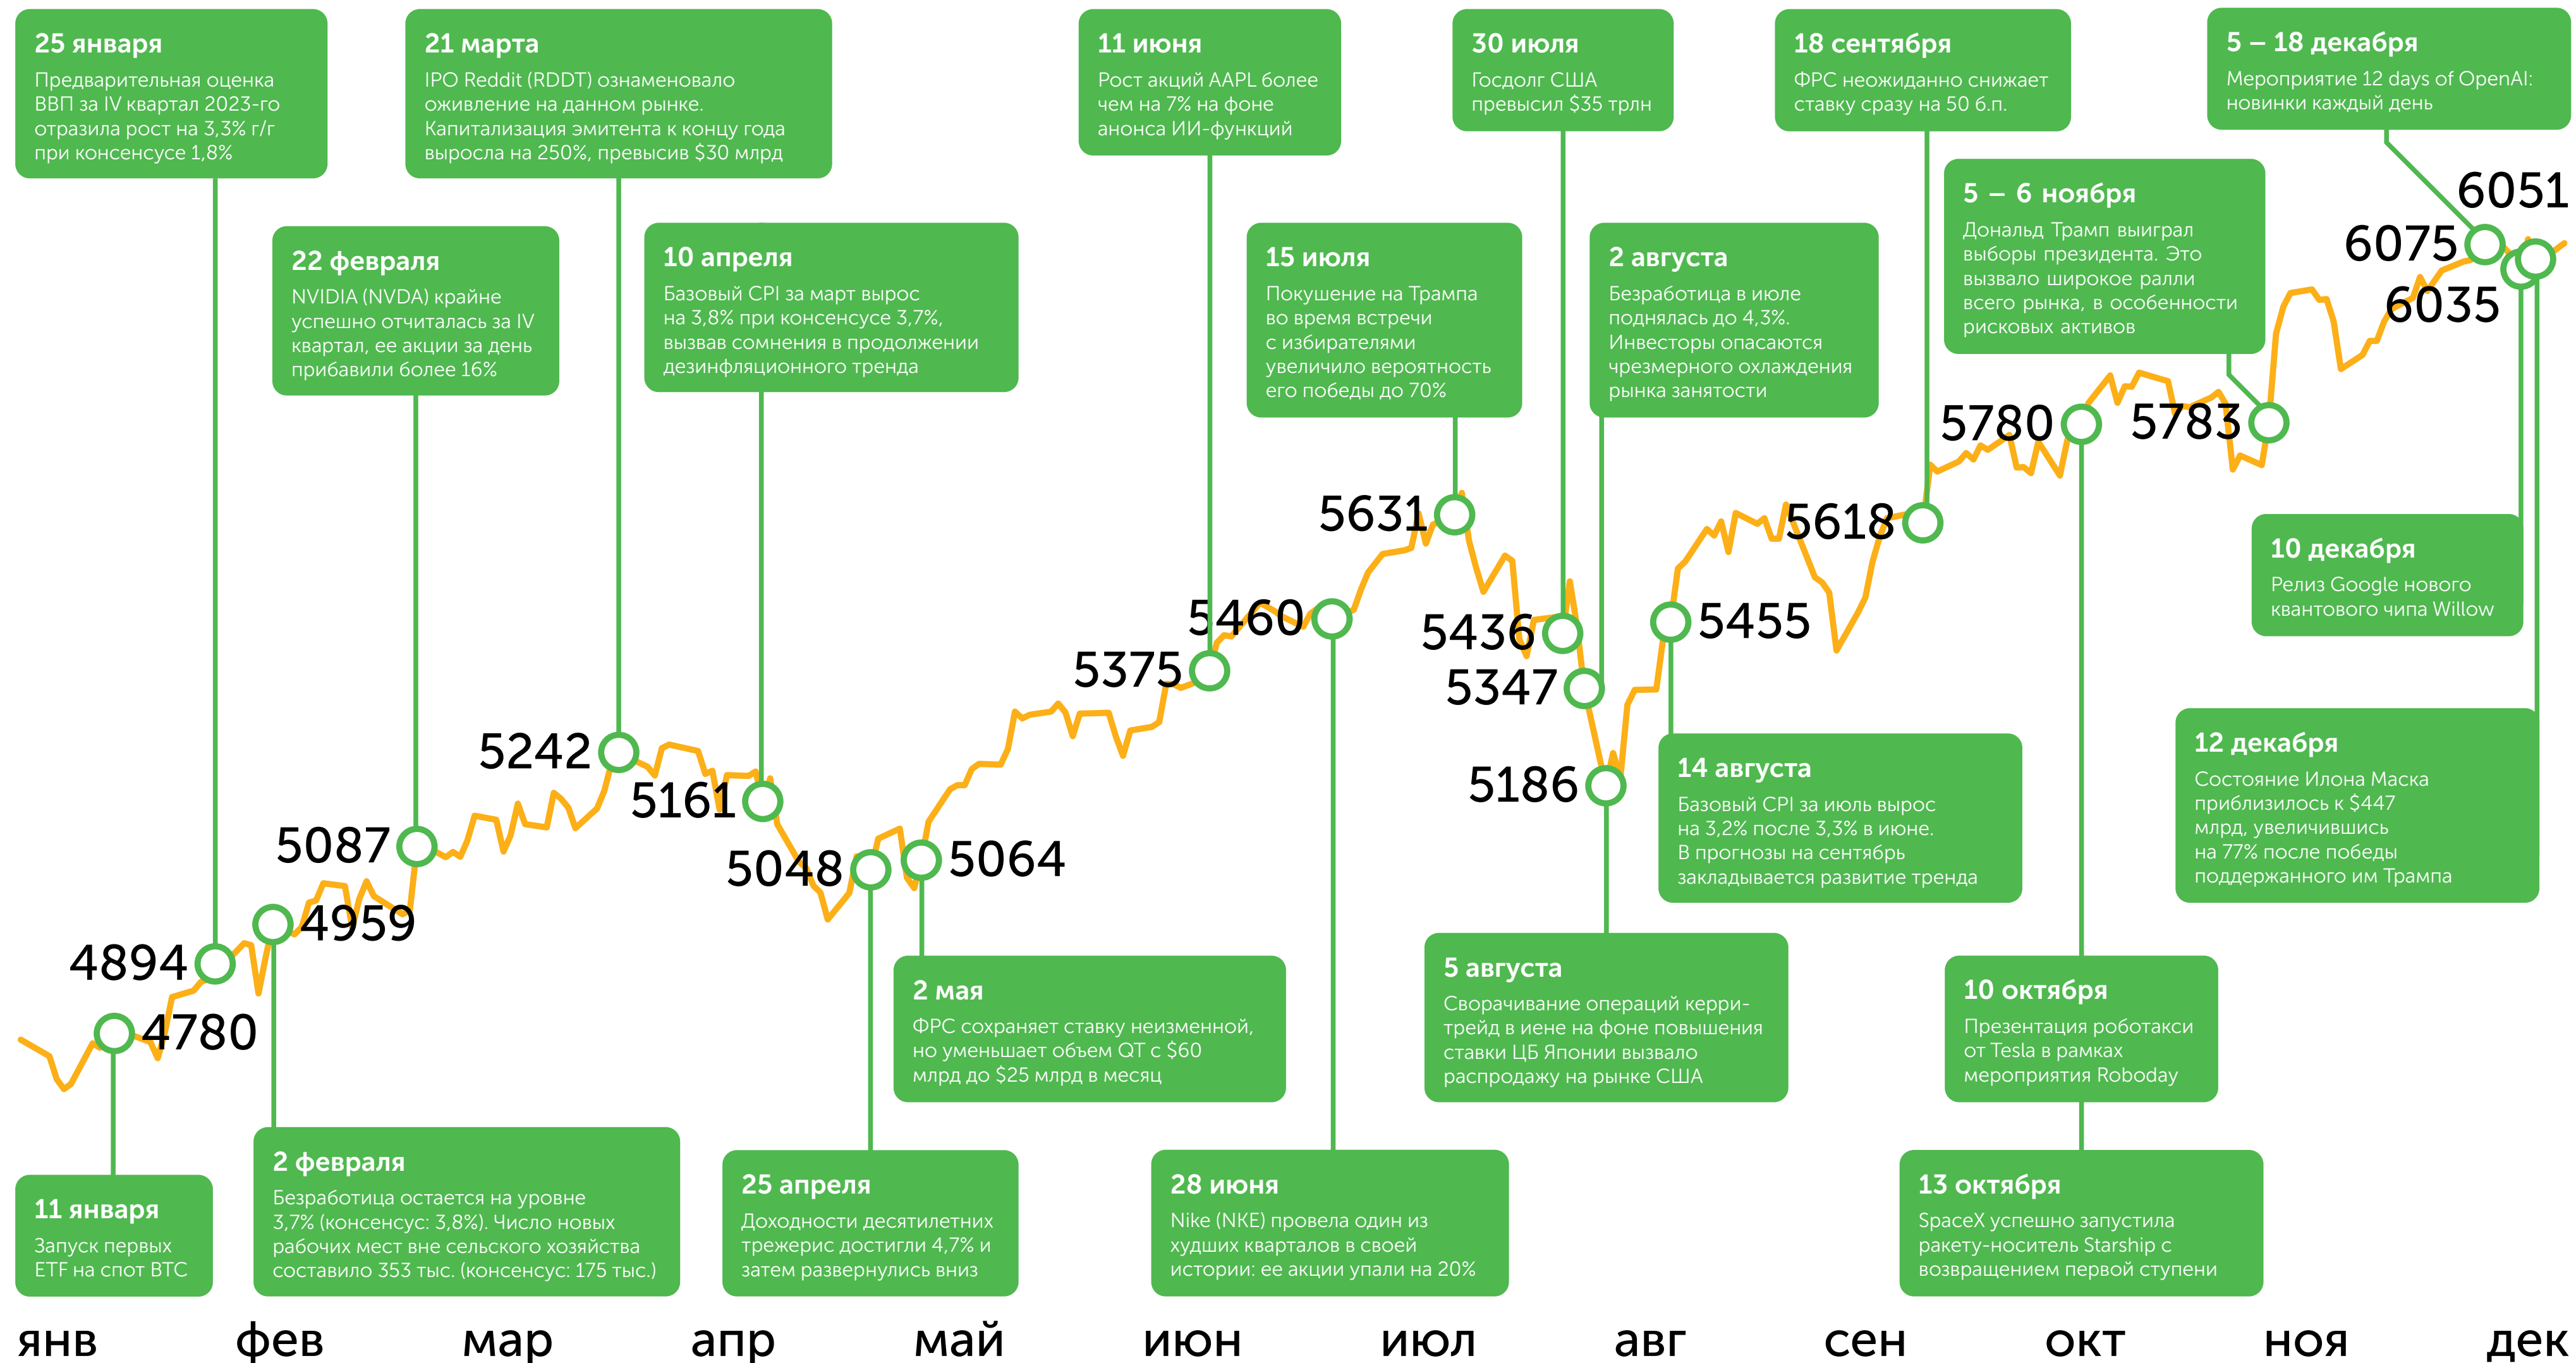 25 января
Предварительная оценка
ВВП за IV квартал 2023-го
отразила рост на 3,3% г/г
при консенсусе 1,8%
21 марта
IPO Reddit (RDDT) ознаменовало
оживление на данном рынке.
Капитализация эмитента к концу года
выросла на 250%, превысив $30 млрд
11 июня
Рост акций AAPL более
чем на 7% на фоне
анонса ИИ-функций
30 июля
Госдолг США
превысил $35 трлн
18 сентября
ФРС неожиданно снижает
ставку сразу на 50 б.п.
5 – 18 декабря
Мероприятие 12 days of OpenAI:
новинки каждый день
22 февраля
NVIDIA (NVDA) крайне
успешно отчиталась за IV
квартал, ее акции за день
прибавили более 16%
10 апреля
Базовый CPI за март вырос
на 3,8% при консенсусе 3,7%,
вызвав сомнения в продолжении
дезинфляционного тренда
15 июля
Покушение на Трампа
во время встречи
с избирателями
увеличило вероятность
его победы до 70%
2 августа
Безработица в июле
поднялась до 4,3%.
Инвесторы опасаются
чрезмерного охлаждения
рынка занятости
5 – 6 ноября
Дональд Трамп выиграл
выборы президента. Это
вызвало широкое ралли
всего рынка, в особенности
рисковых активов
6051
6075
6035
5780
5783
5631
5618
5460
5436
5455
5375
5347
5242
5186
5161
5087
5048
5064
4959
4894
4780
10 декабря
Релиз Google нового
квантового чипа Willow
12 декабря
Состояние Илона Маска
приблизилось к $447
млрд, увеличившись
на 77% после победы
поддержанного им Трампа
14 августа
Базовый CPI за июль вырос
на 3,2% после 3,3% в июне.
В прогнозы на сентябрь
закладывается развитие тренда
2 мая
ФРС сохраняет ставку неизменной,
но уменьшает объем QT с $60
млрд до $25 млрд в месяц
5 августа
Сворачивание операций керри-
трейд в иене на фоне повышения
ставки ЦБ Японии вызвало
распродажу на рынке США
10 октября
Презентация роботакси
от Tesla в рамках
мероприятия Roboday
11 января
Запуск первых
ETF на спот BTC
2 февраля
Безработица остается на уровне
3,7% (консенсус: 3,8%). Число новых
рабочих мест вне сельского хозяйства
составило 353 тыс. (консенсус: 175 тыс.)
25 апреля
Доходности десятилетних
трежерис достигли 4,7% и
затем развернулись вниз
28 июня
Nike (NKE) провела один из
худших кварталов в своей
истории: ее акции упали на 20%
13 октября
SpaceX успешно запустила
ракету-носитель Starship с
возвращением первой ступени
янв фев мар апр май июн июл авг сен окт ноя дек